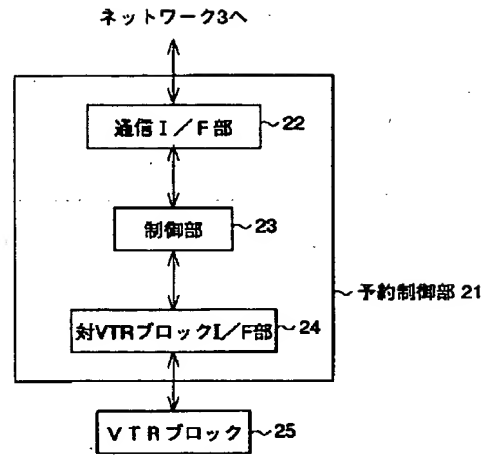 ネットワーク3へ
通信I/F部 22
制御部 23
予約制御部 21
対VTRブロックI/F部 24
VTRブロック 25